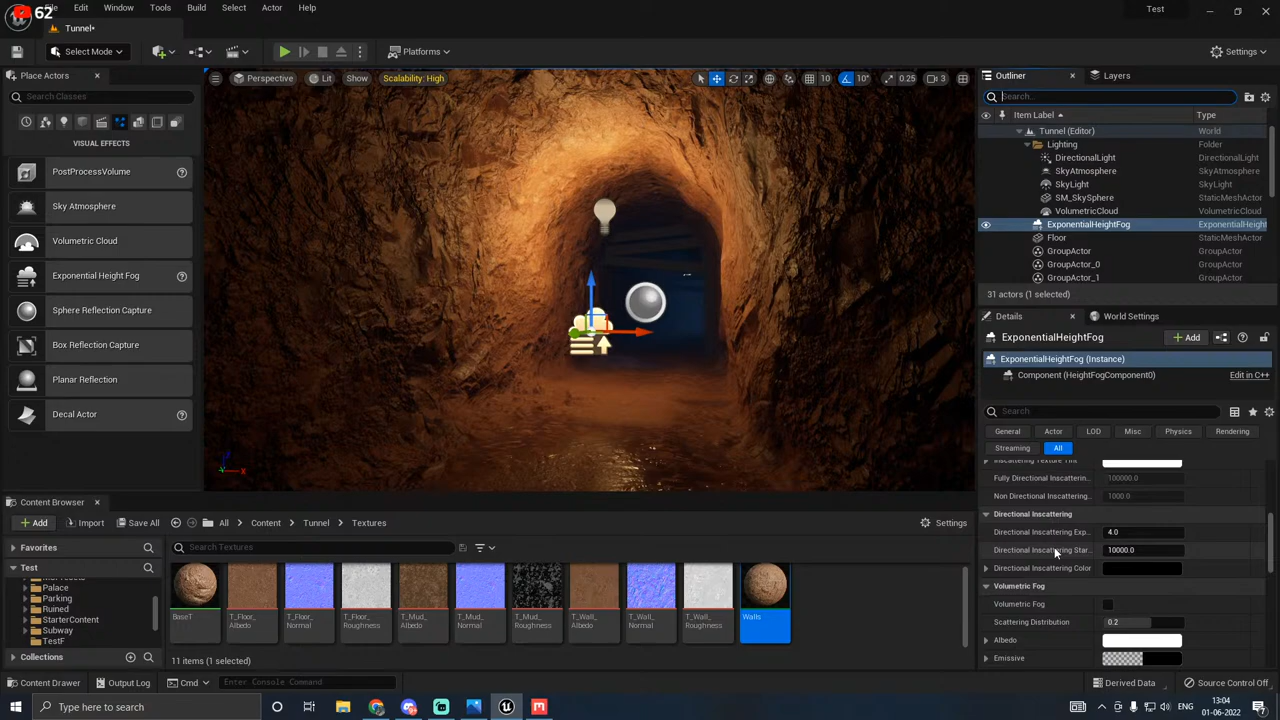 62
Edit Window Tools Build Select Actor Help
Test
Tunnel*
Select Mode
Platforms
Settings
Place Actors
Search Classes
VISUAL EFFECTS
PostProcessVolume
Sky Atmosphere
Volumetric Cloud
Exponential Height Fog
Sphere Reflection Capture
Box Reflection Capture
Planar Reflection
Decal Actor
Perspective Lit Show Scalability: High
10 10° 0.25 3
Outliner Layers
Search...
Item Label Type
Tunnel (Editor) World
Lighting Folder
DirectionalLight DirectionalLight
SkyAtmosphere SkyAtmosphere
SkyLight SkyLight
SM_SkySphere StaticMeshActor
VolumetricCloud VolumetricCloud
ExponentialHeightFog ExponentialHeight
Floor StaticMeshActor
GroupActor GroupActor
GroupActor_0 GroupActor
GroupActor_1 GroupActor
31 actors (1 selected)
Details World Settings
ExponentialHeightFog
Add
ExponentialHeightFog (Instance)
Component (HeightFogComponent0) Edit in C++
Search
General Actor LOD Misc Physics Rendering
Streaming All
Inscattering Texture Tint
Fully Directional Inscatterin... 100000.0
Non Directional Inscattering... 1000.0
Directional Inscattering
Directional Inscattering Exp... 4.0
Directional Inscattering Star... 10000.0
Directional Inscattering Color
Volumetric Fog
Volumetric Fog
Scattering Distribution 0.2
Albedo
Emissive
Content Browser
Add Import Save All All Content Tunnel Textures Settings
Favorites
Test
Palace
Parking
Ruined
StarterContent
Subway
TestF
Collections
Search Textures
BaseT
T_Floor_Albedo
T_Floor_Normal
T_Floor_Roughness
T_Mud_Albedo
T_Mud_Normal
T_Mud_Roughness
T_Wall_Albedo
T_Wall_Normal
T_Wall_Roughness
Walls
11 items (1 selected)
Content Drawer Output Log Cmd Enter Console Command Derived Data Source Control Off
Type here to search
ENG
13:04
01-06-2022